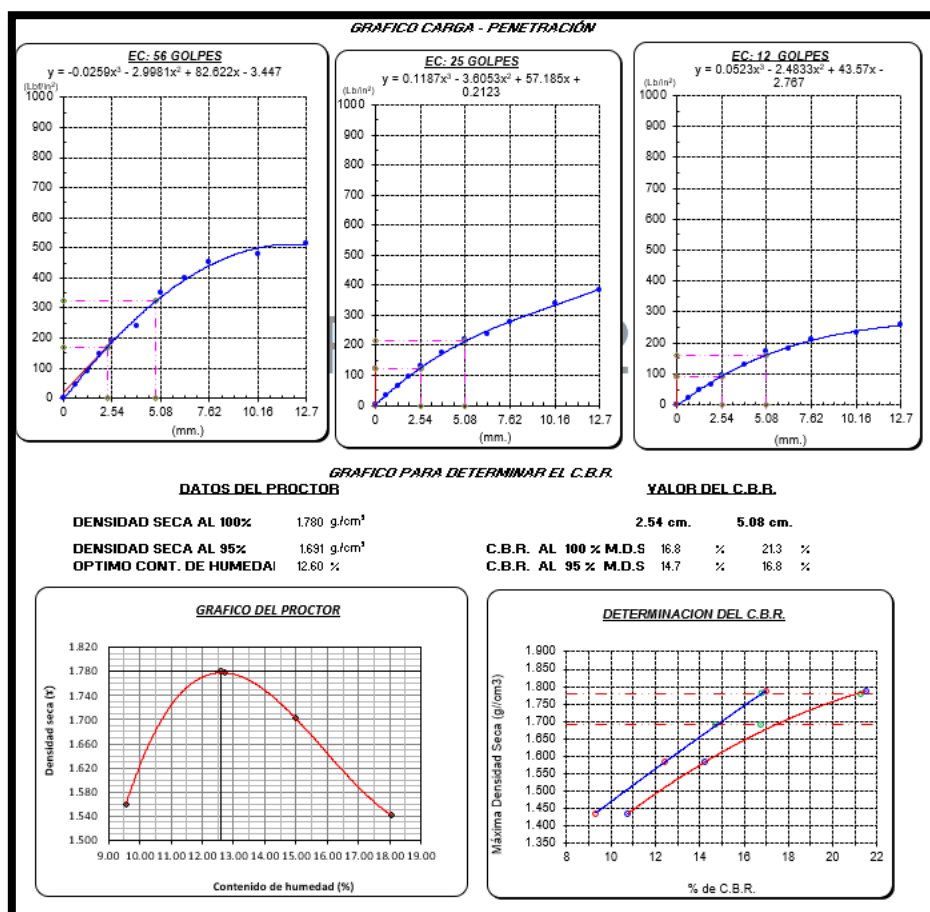 GRAFICO CARGA - PENETRACIÓN
EC: 56 GOLPES
y = -0.0259x³ - 2.9981x² + 82.622x - 3.447
(Lbf/in²)
1000
900
800
700
600
500
400
300
200
100
0
0 2.54 5.08 7.62 10.16 12.7
(mm.)
EC: 25 GOLPES
y = 0.1187x³ - 3.6053x² + 57.185x +
0.2123
(Lb/in²)
1000
900
800
700
600
500
400
300
200
100
0
0 2.54 5.08 7.62 10.16 12.7
(mm.)
EC: 12 GOLPES
y = 0.0523x³ - 2.4833x² + 43.57x -
2.767
(Lb/in²)
1000
900
800
700
600
500
400
300
200
100
0
0 2.54 5.08 7.62 10.16 12.7
(mm.)
GRAFICO PARA DETERMINAR EL C.B.R.
DATOS DEL PROCTOR
DENSIDAD SECA AL 100% 1.780 g./cm³
DENSIDAD SECA AL 95% 1.691 g./cm³
OPTIMO CONT. DE HUMEDAI 12.60 %
VALOR DEL C.B.R.
2.54 cm. 5.08 cm.
C.B.R. AL 100 % M.D.S 16.8 % 21.3 %
C.B.R. AL 95 % M.D.S 14.7 % 16.8 %
GRAFICO DEL PROCTOR
Densidad seca (ɤ)
1.820
1.780
1.740
1.700
1.660
1.620
1.580
1.540
1.500
9.00 10.00 11.00 12.00 13.00 14.00 15.00 16.00 17.00 18.00 19.00
Contenido de humedad (%)
DETERMINACION DEL C.B.R.
Máxima Densidad Seca (g//cm3)
1.900
1.850
1.800
1.750
1.700
1.650
1.600
1.550
1.500
1.450
1.400
1.350
8 10 12 14 16 18 20 22
% de C.B.R.